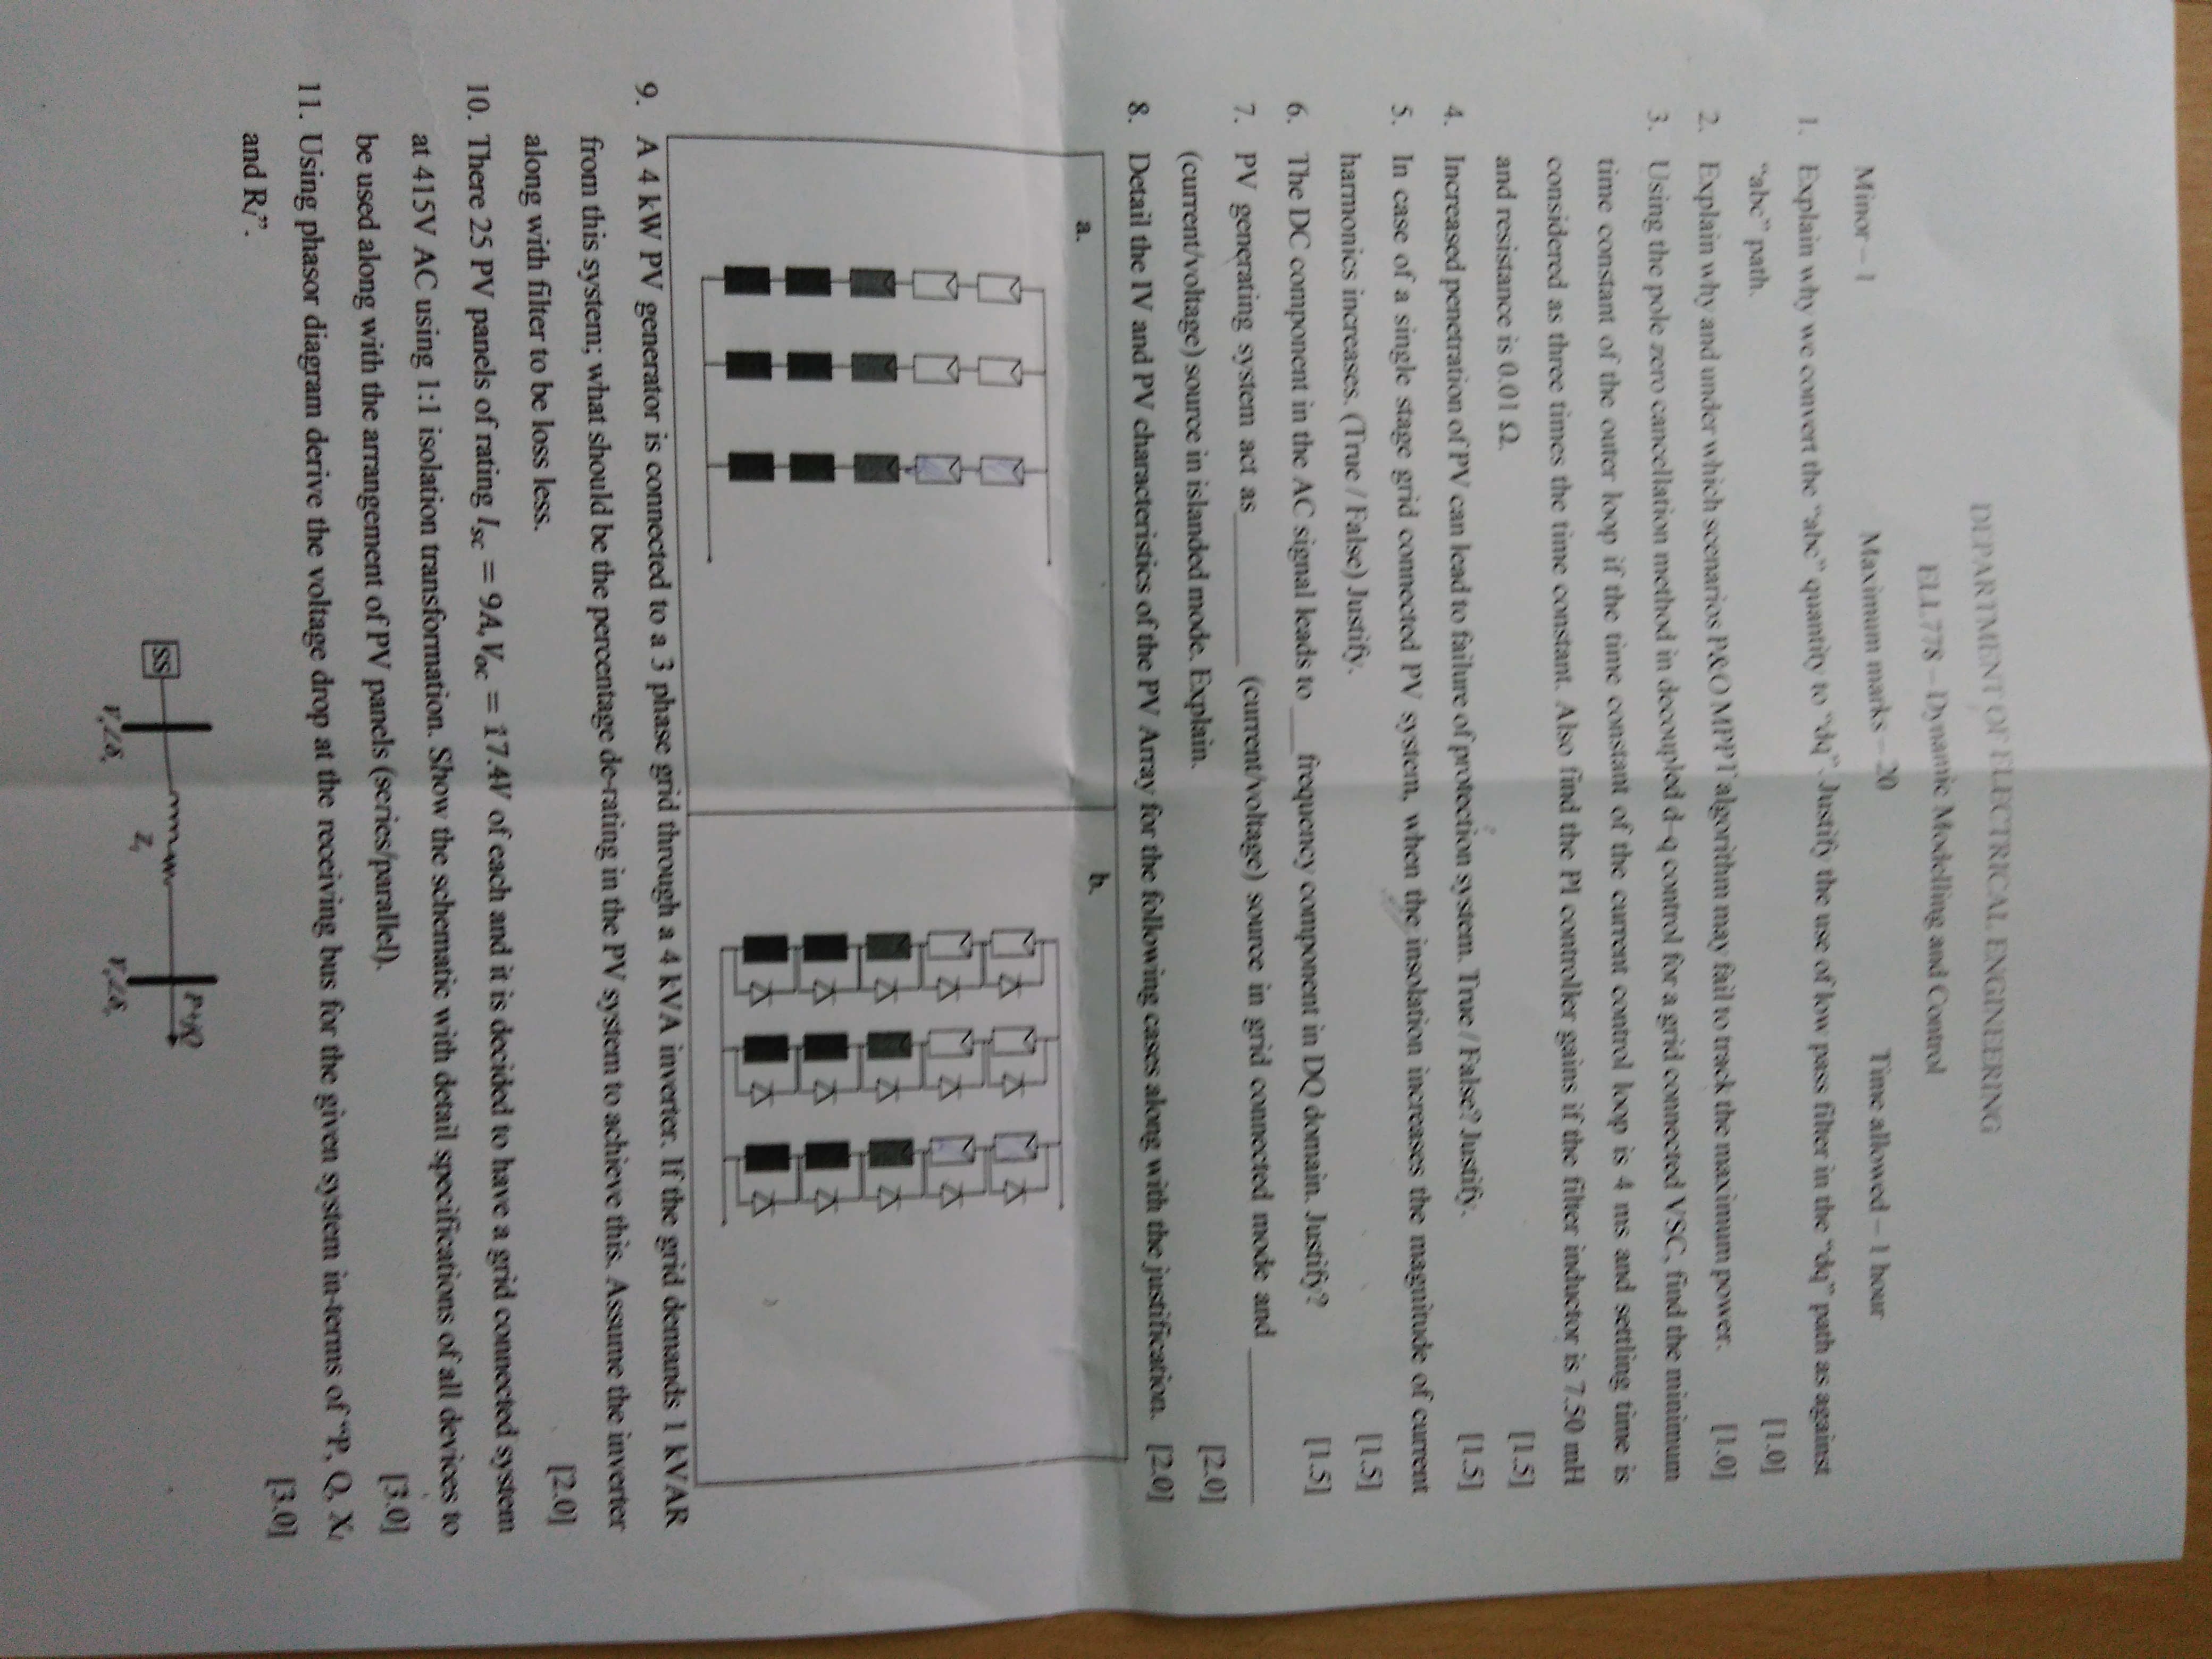 DEPARTMENT OF ELECTRICAL ENGINEERING
ELL778 – Dynamic Modelling and Control
Minor – 1 Maximum marks – 20 Time allowed – 1 hour
1. Explain why we convert the "abc" quantity to "dq". Justify the use of low pass filter in the "dq" path as against
"abc" path. [1.0]
2. Explain why and under which scenarios P&O MPPT algorithm may fail to track the maximum power. [1.0]
3. Using the pole zero cancellation method in decoupled d-q control for a grid connected VSC, find the minimum
time constant of the outer loop if the time constant of the current control loop is 4 ms and settling time is
considered as three times the time constant. Also find the PI controller gains if the filter inductor is 7.50 mH
and resistance is 0.01 Ω. [1.5]
4. Increased penetration of PV can lead to failure of protection system. True / False? Justify. [1.5]
5. In case of a single stage grid connected PV system, when the insolation increases the magnitude of current
harmonics increases. (True / False) Justify. [1.5]
6. The DC component in the AC signal leads to ___ frequency component in DQ domain. Justify? [1.5]
7. PV generating system act as __________ (current/voltage) source in grid connected mode and __________
(current/voltage) source in islanded mode. Explain. [2.0]
8. Detail the IV and PV characteristics of the PV Array for the following cases along with the justification. [2.0]
a. b.
9. A 4 kW PV generator is connected to a 3 phase grid through a 4 kVA inverter. If the grid demands 1 kVAR
from this system; what should be the percentage de-rating in the PV system to achieve this. Assume the inverter
along with filter to be loss less. [2.0]
10. There 25 PV panels of rating I_sc = 9A, V_oc = 17.4V of each and it is decided to have a grid connected system
at 415V AC using 1:1 isolation transformation. Show the schematic with detail specifications of all devices to
be used along with the arrangement of PV panels (series/parallel). [3.0]
11. Using phasor diagram derive the voltage drop at the receiving bus for the given system in-terms of "P, Q, X_l
and R_l". [3.0]
SS P+jQ